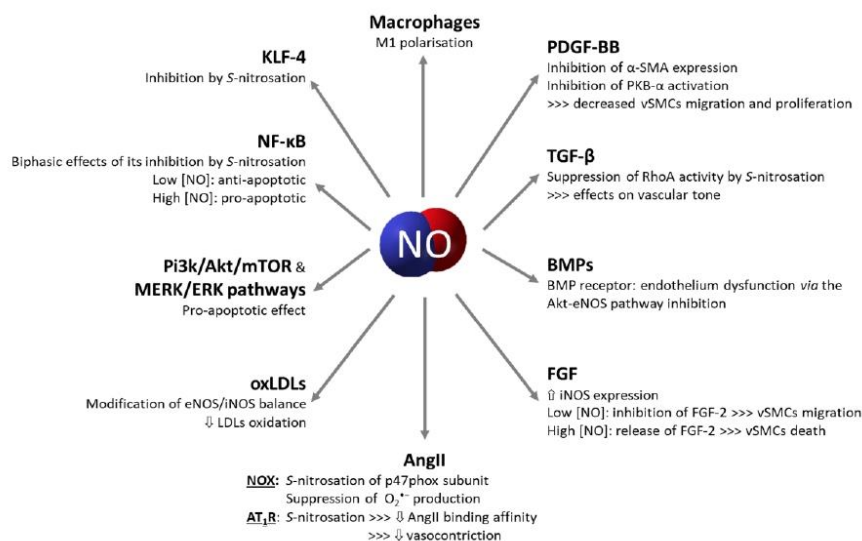 Macrophages
M1 polarisation
KLF-4
Inhibition by S-nitrosation
PDGF-BB
Inhibition of α-SMA expression
Inhibition of PKB-α activation
>>> decreased vSMCs migration and proliferation
NF-κB
Biphasic effects of its inhibition by S-nitrosation
Low [NO]: anti-apoptotic
High [NO]: pro-apoptotic
TGF-β
Suppression of RhoA activity by S-nitrosation
>>> effects on vascular tone
NO
Pi3k/Akt/mTOR &
MERK/ERK pathways
Pro-apoptotic effect
BMPs
BMP receptor: endothelium dysfunction via the
Akt-eNOS pathway inhibition
oxLDLs
Modification of eNOS/iNOS balance
⇩ LDLs oxidation
FGF
⇧ iNOS expression
Low [NO]: inhibition of FGF-2 >>> vSMCs migration
High [NO]: release of FGF-2 >>> vSMCs death
AngII
NOX: S-nitrosation of p47phox subunit
Suppression of O₂•⁻ production
AT₁R: S-nitrosation >>> ⇩ AngII binding affinity
>>> ⇩ vasocontriction